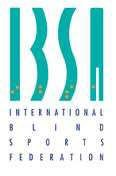 IBSA
INTERNATIONAL
BLIND
SPORTS
FEDERATION